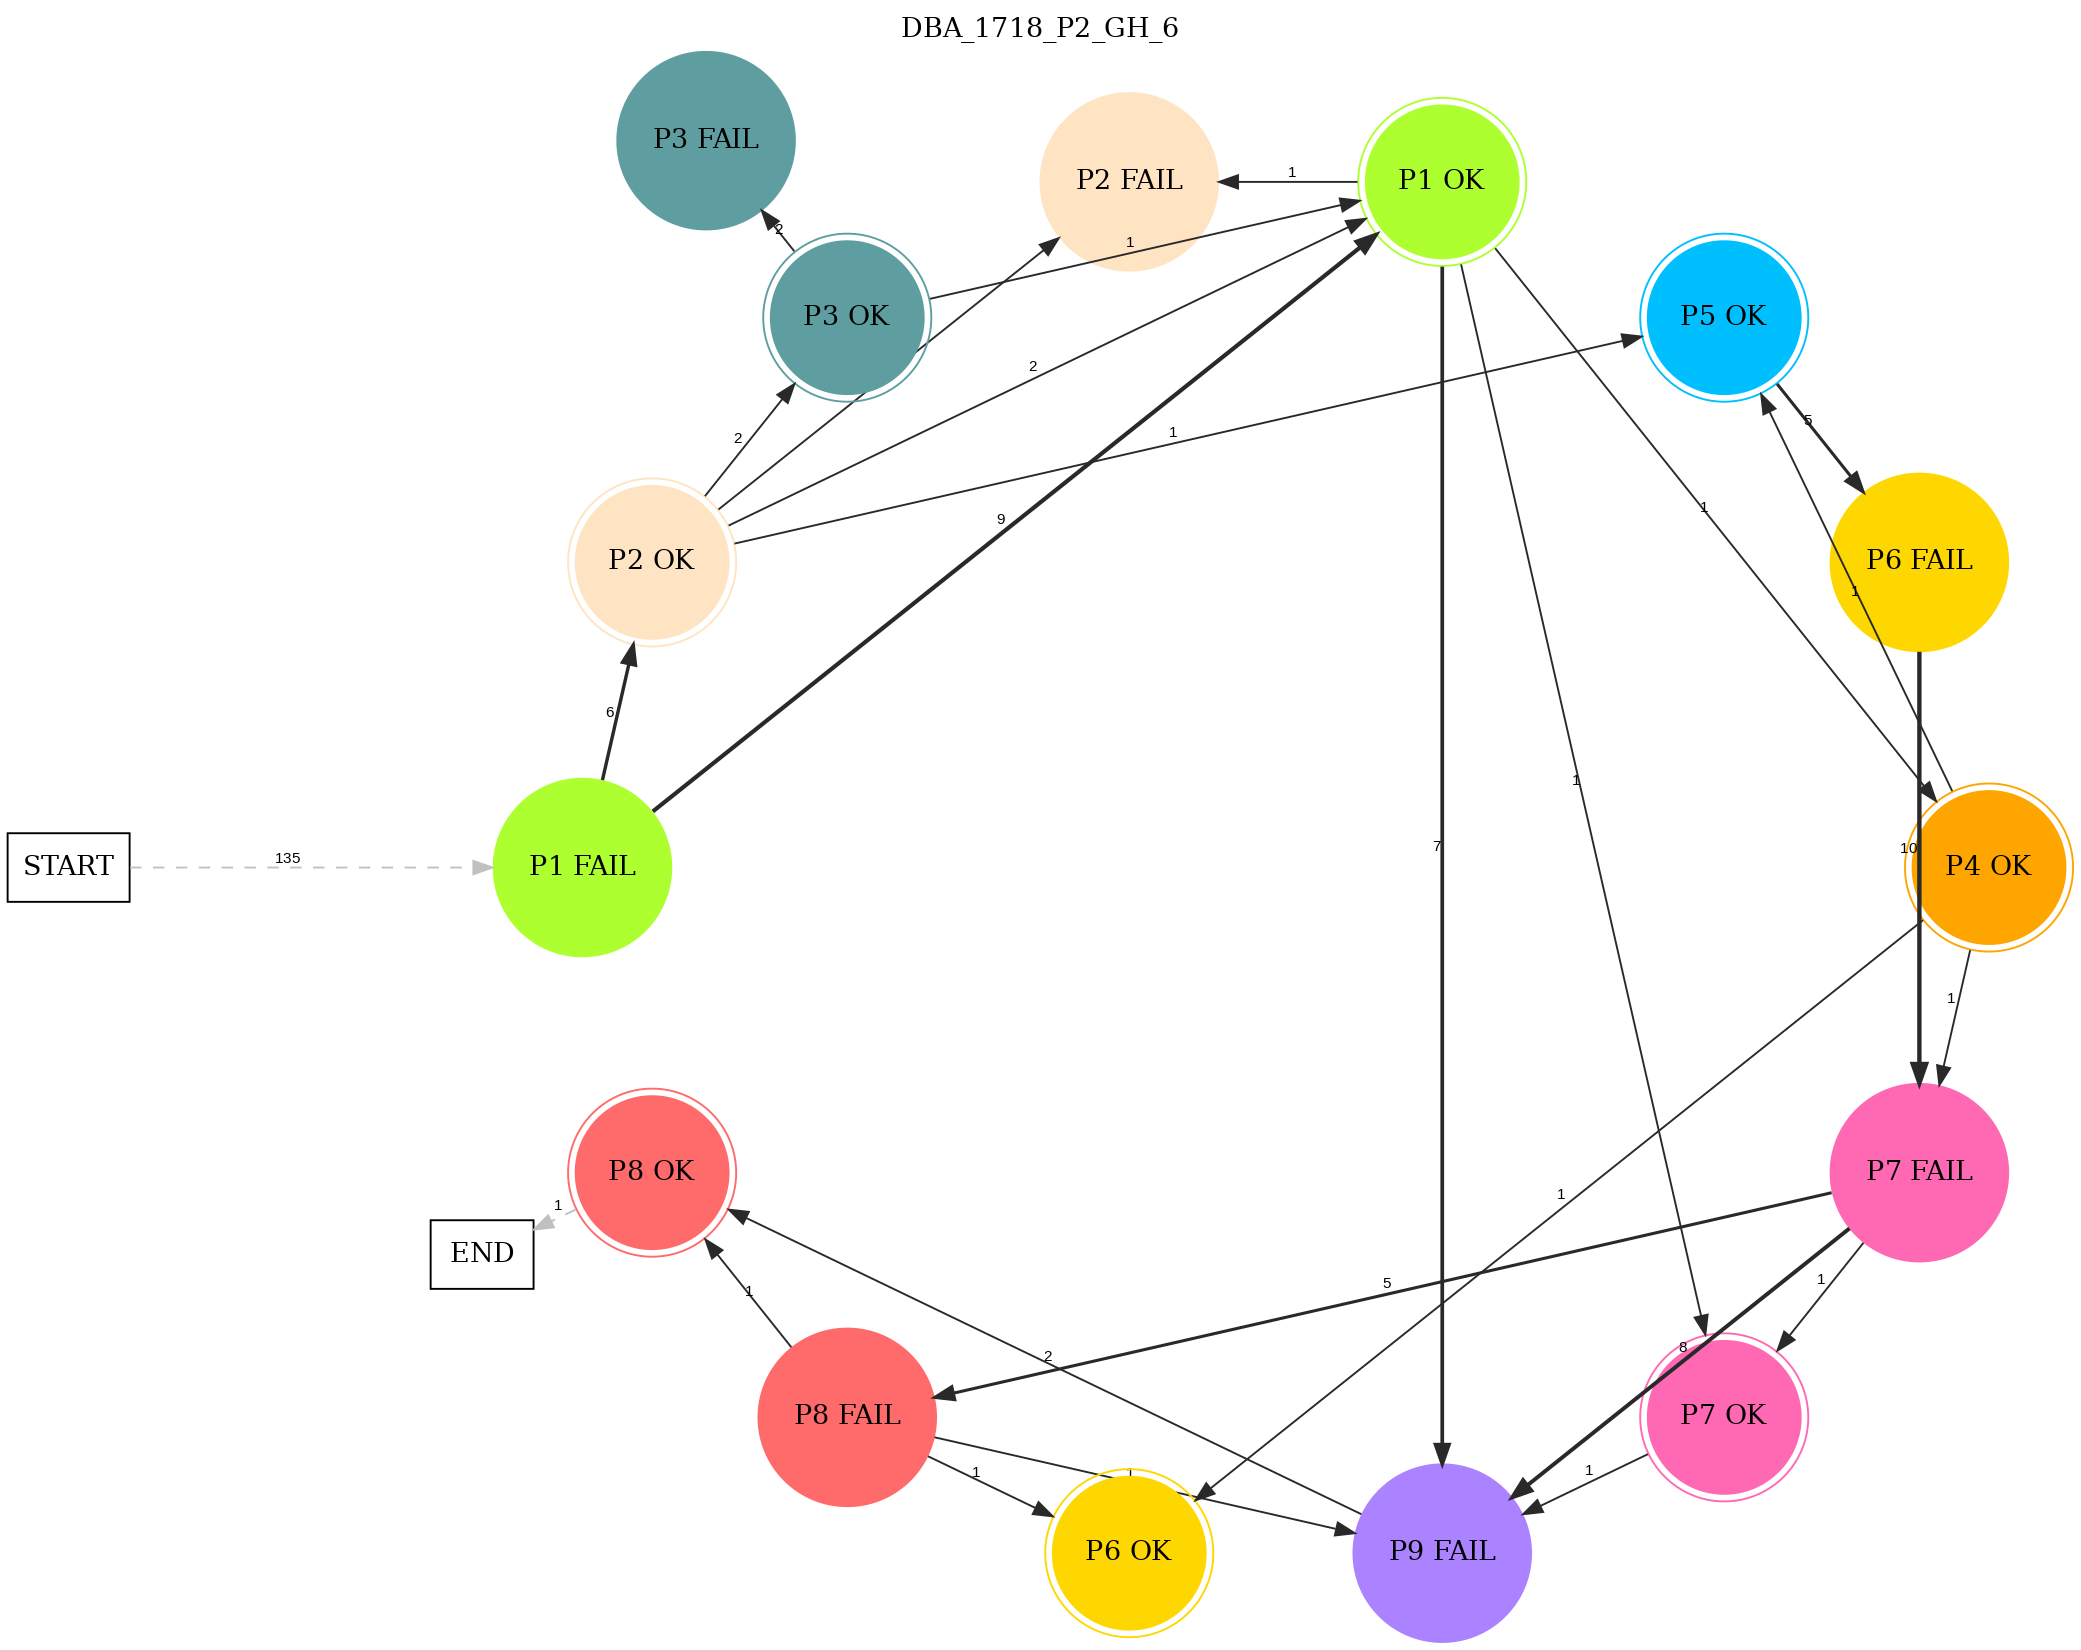 DBA_1718_P2_GH_6
P3 FAIL
P2 FAIL
P1 OK
1
2
1
P3 OK
P5 OK
2
5
2
1
9
1
P2 OK
P6 FAIL
1
6
1
7
135
10
START
P1 FAIL
P4 OK
1
P8 OK
P7 FAIL
1
1
END
5
1
1
2
8
P8 FAIL
P7 OK
1
1
1
P6 OK
P9 FAIL